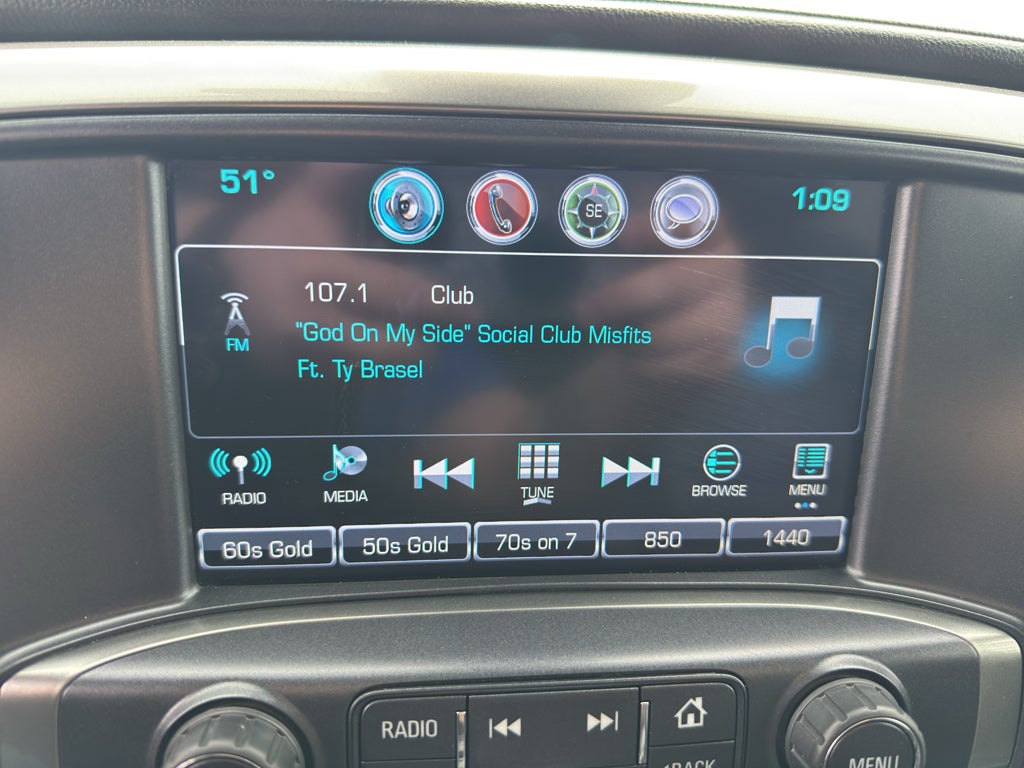 51°
SE
1:09
107.1 Club
FM
"God On My Side" Social Club Misfits
Ft. Ty Brasel
RADIO
MEDIA
TUNE
BROWSE
MENU
60s Gold
50s Gold
70s on 7
850
1440
RADIO
BACK
MENU